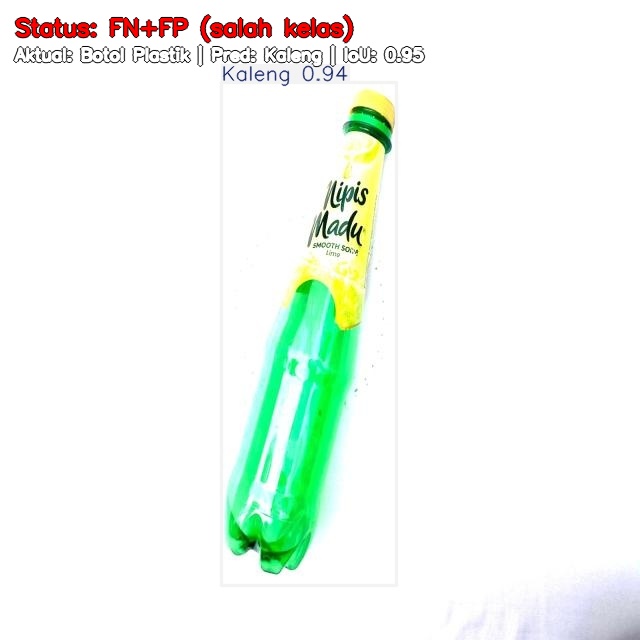 Status: FN+FP (salah kelas)
Aktual: Botol Plastik | Pred: Kaleng | IoU: 0.95
Kaleng 0.94
Nipis
Madu
SMOOTH SODA
Lime